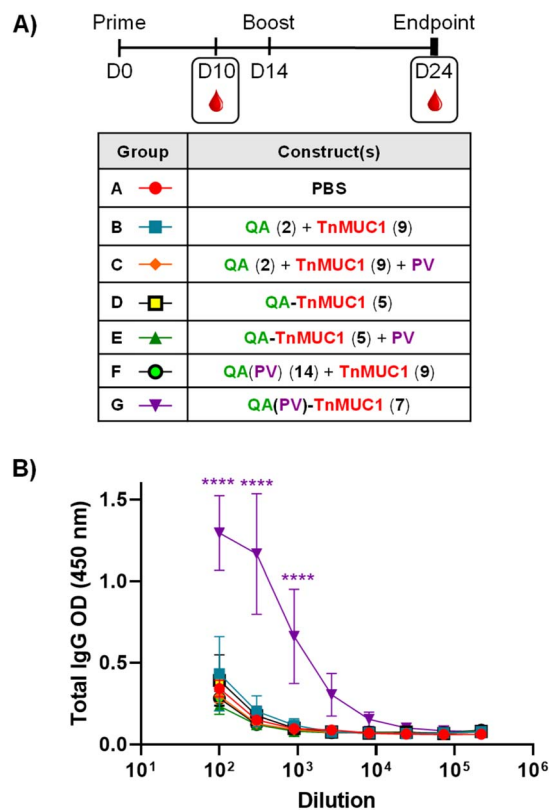 A)
Prime Boost Endpoint
D0 D10 D14 D24
Group Construct(s)
A PBS
B QA (2) + TnMUC1 (9)
C QA (2) + TnMUC1 (9) + PV
D QA-TnMUC1 (5)
E QA-TnMUC1 (5) + PV
F QA(PV) (14) + TnMUC1 (9)
G QA(PV)-TnMUC1 (7)
B)
**** ****
****
Total IgG OD (450 nm)
1.5
1.0
0.5
0.0
10¹ 10² 10³ 10⁴ 10⁵ 10⁶
Dilution